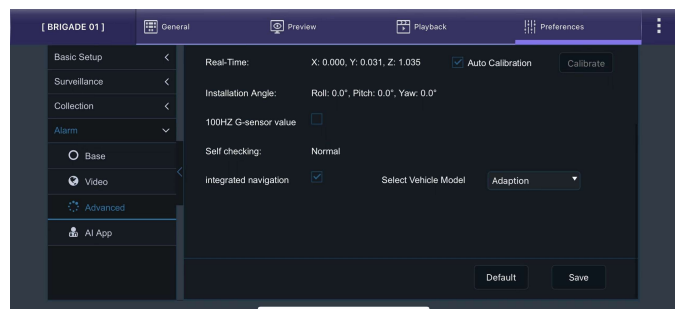 [ BRIGADE 01 ] General Preview Playback Preferences
Basic Setup
Surveillance
Collection
Alarm
Base
Video
Advanced
AI App
Real-Time: X: 0.000, Y: 0.031, Z: 1.035 Auto Calibration Calibrate
Installation Angle: Roll: 0.0°, Pitch: 0.0°, Yaw: 0.0°
100HZ G-sensor value
Self checking: Normal
integrated navigation Select Vehicle Model Adaption
Default Save